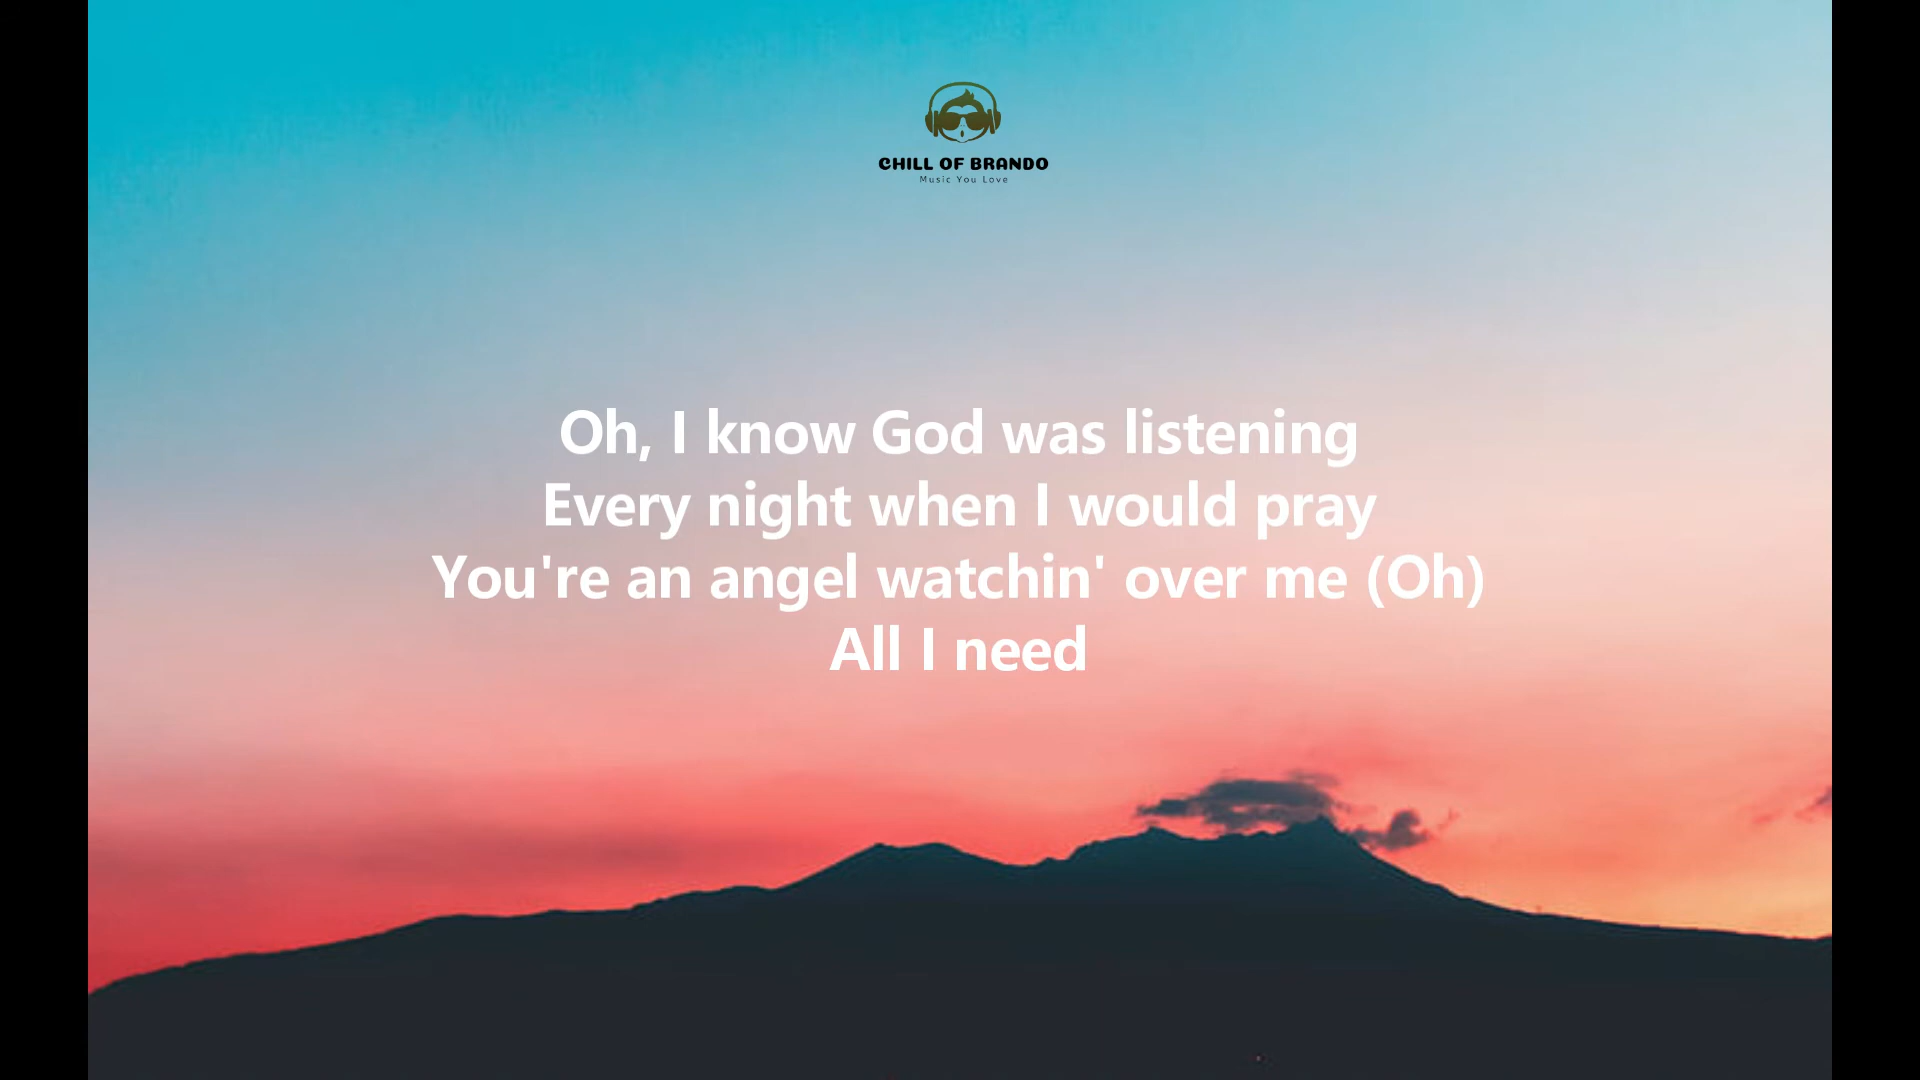 CHILL OF BRANDO
Music You Love
Oh, I know God was listening
Every night when I would pray
You're an angel watchin' over me (Oh)
All I need